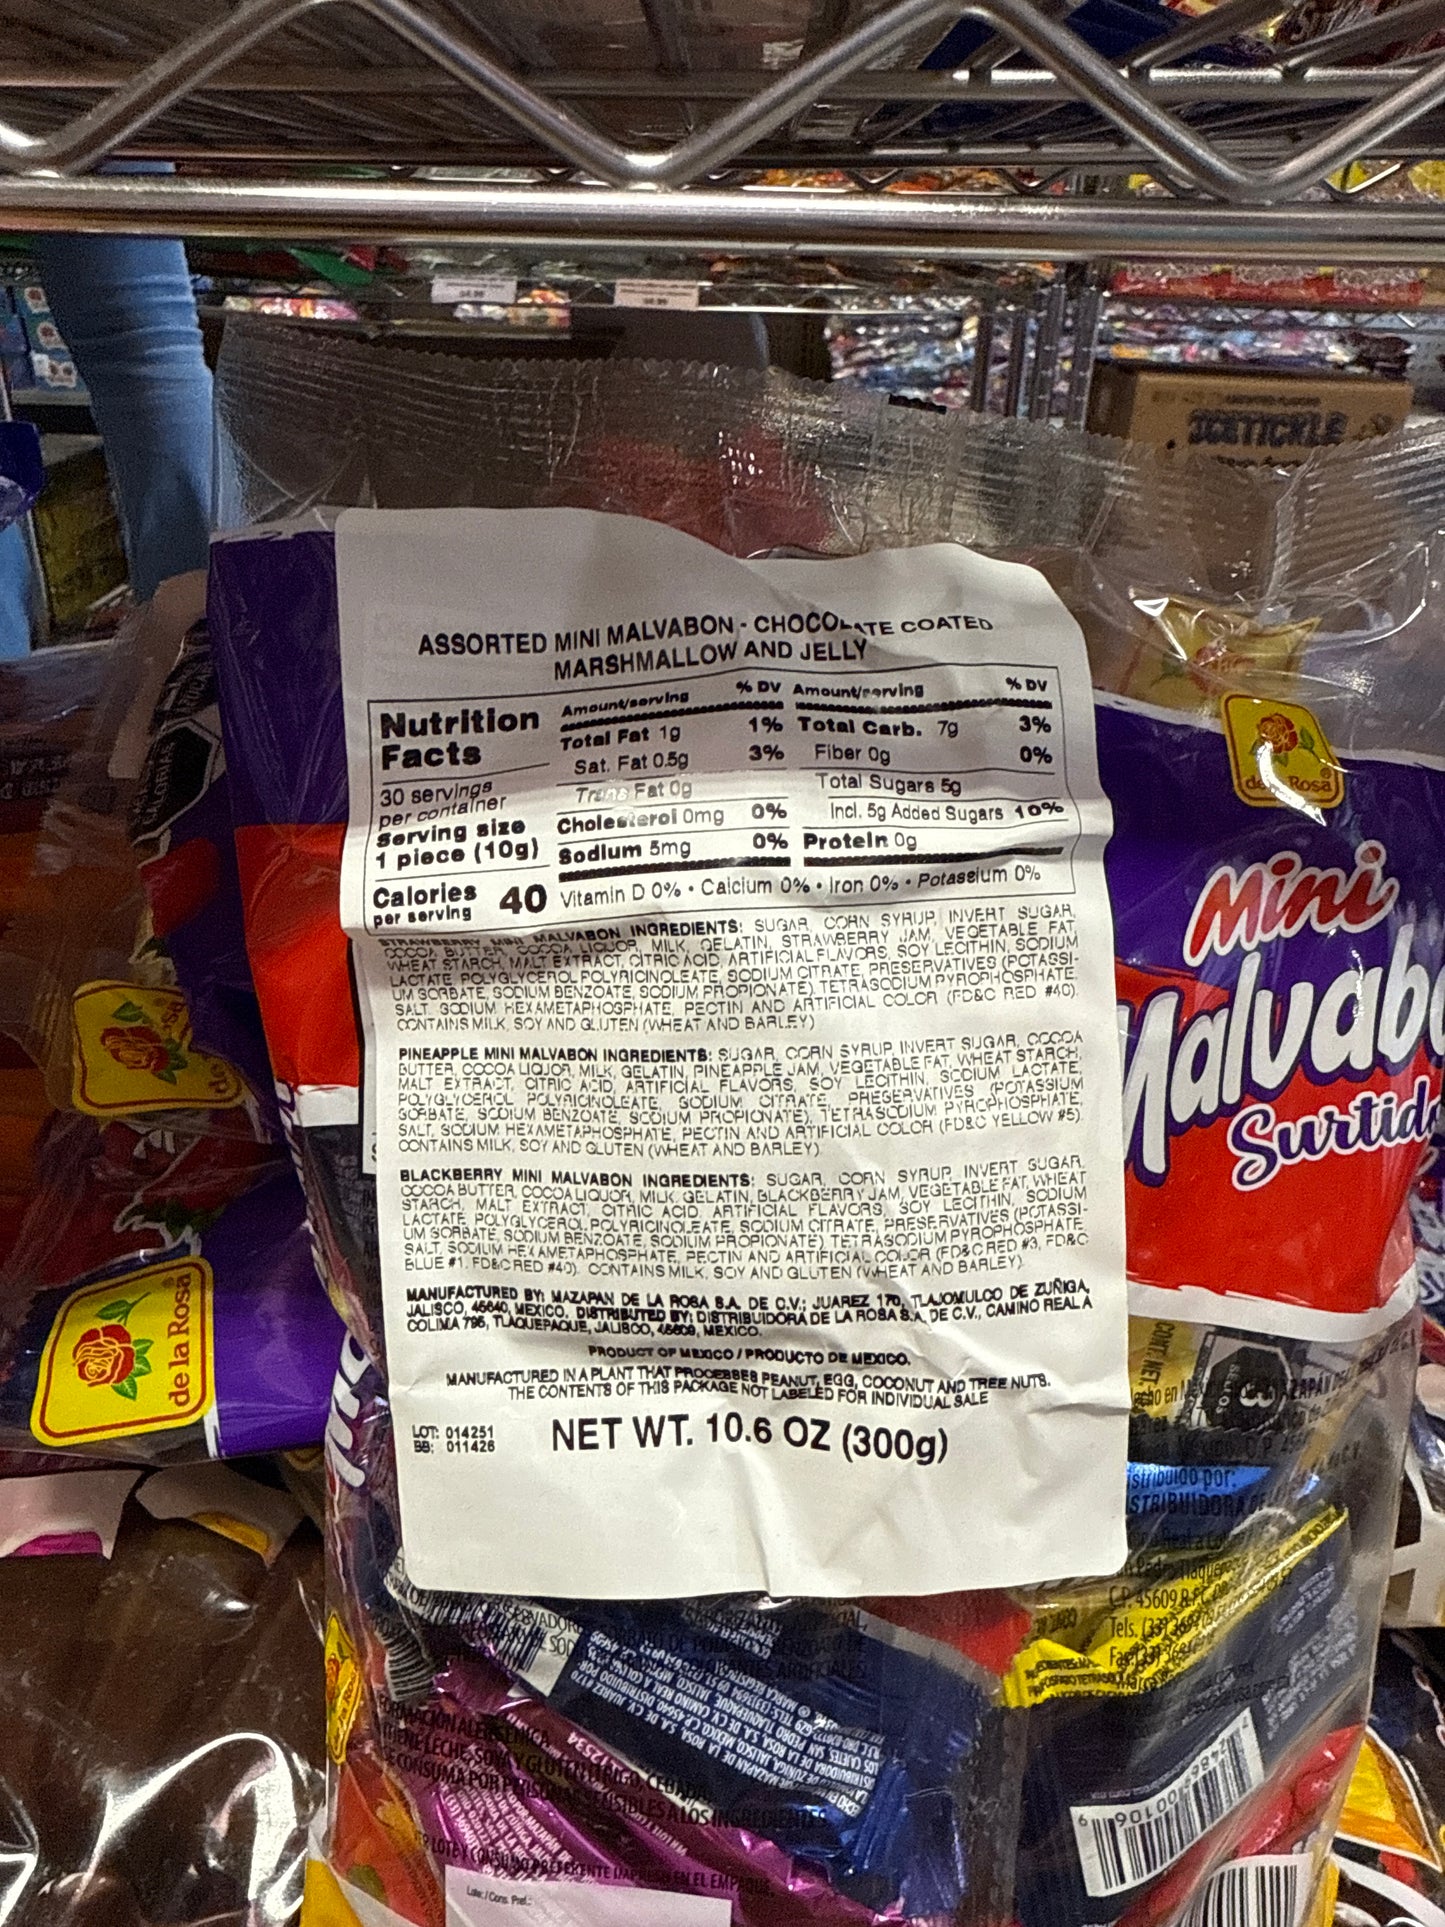 ICETICKLE
ASSORTED MINI MALVABON - CHOCOLATE COATED
MARSHMALLOW AND JELLY
Nutrition
Facts
30 servings
per container
Serving size
1 piece (10g)
Calories 40
per serving
Amount/serving % DV
Total Fat 1g 1%
Sat. Fat 0.5g 3%
Trans Fat 0g
Cholesterol 0mg 0%
Sodium 5mg 0%
Amount/serving % DV
Total Carb. 7g 3%
Fiber 0g 0%
Total Sugars 5g
Incl. 5g Added Sugars 10%
Protein 0g
Vitamin D 0% • Calcium 0% • Iron 0% • Potassium 0%
STRAWBERRY MINI MALVABON INGREDIENTS: SUGAR, CORN SYRUP, INVERT SUGAR,
COCOA BUTTER, COCOA LIQUOR, MILK, GELATIN, STRAWBERRY JAM, VEGETABLE FAT,
WHEAT STARCH, MALT EXTRACT, CITRIC ACID, ARTIFICIAL FLAVORS, SOY LECITHIN, SODIUM
LACTATE, POLYGLYCEROL POLYRICINOLEATE, SODIUM CITRATE, PRESERVATIVES (POTASSI-
UM SORBATE, SODIUM BENZOATE, SODIUM PROPIONATE), TETRASODIUM PYROPHOSPHATE,
SALT, SODIUM HEXAMETAPHOSPHATE, PECTIN AND ARTIFICIAL COLOR (FD&C RED #40).
CONTAINS MILK, SOY AND GLUTEN (WHEAT AND BARLEY)
PINEAPPLE MINI MALVABON INGREDIENTS: SUGAR, CORN SYRUP, INVERT SUGAR, COCOA
BUTTER, COCOA LIQUOR, MILK, GELATIN, PINEAPPLE JAM, VEGETABLE FAT, WHEAT STARCH,
MALT EXTRACT, CITRIC ACID, ARTIFICIAL FLAVORS, SOY LECITHIN, SODIUM LACTATE,
POLYGLYCEROL POLYRICINOLEATE, SODIUM CITRATE, PRESERVATIVES (POTASSIUM
SORBATE, SODIUM BENZOATE, SODIUM PROPIONATE), TETRASODIUM PYROPHOSPHATE,
SALT, SODIUM HEXAMETAPHOSPHATE, PECTIN AND ARTIFICIAL COLOR (FD&C YELLOW #5).
CONTAINS MILK, SOY AND GLUTEN (WHEAT AND BARLEY)
BLACKBERRY MINI MALVABON INGREDIENTS: SUGAR, CORN SYRUP, INVERT SUGAR,
COCOA BUTTER, COCOA LIQUOR, MILK, GELATIN, BLACKBERRY JAM, VEGETABLE FAT, WHEAT
STARCH, MALT EXTRACT, CITRIC ACID, ARTIFICIAL FLAVORS, SOY LECITHIN, SODIUM
LACTATE, POLYGLYCEROL POLYRICINOLEATE, SODIUM CITRATE, PRESERVATIVES (POTASSI-
UM SORBATE, SODIUM BENZOATE, SODIUM PROPIONATE) TETRASODIUM PYROPHOSPHATE,
SALT, SODIUM HEXAMETAPHOSPHATE, PECTIN AND ARTIFICIAL COLOR (FD&C RED #3, FD&C
BLUE #1, FD&C RED #40). CONTAINS MILK, SOY AND GLUTEN (WHEAT AND BARLEY)
MANUFACTURED BY: MAZAPAN DE LA ROSA S.A. DE C.V.: JUAREZ 170, TLAJOMULCO DE ZUÑIGA,
JALISCO, 45640, MEXICO. DISTRIBUTED BY: DISTRIBUIDORA DE LA ROSA S.A. DE C.V., CAMINO REAL A
COLIMA 795, TLAQUEPAQUE, JALISCO, 45609, MEXICO.
PRODUCT OF MEXICO / PRODUCTO DE MEXICO.
MANUFACTURED IN A PLANT THAT PROCESSES PEANUT, EGG, COCONUT AND TREE NUTS.
THE CONTENTS OF THIS PACKAGE NOT LABELED FOR INDIVIDUAL SALE
LOT: 014251
BB: 011426
NET WT. 10.6 OZ (300g)
de la Rosa
Mini
Malvab
Surtid
CONT. NET.
istribuido por:
C.P. 45609
Tels. (33)
de la Rosa
Lote / Cons. Pref.: